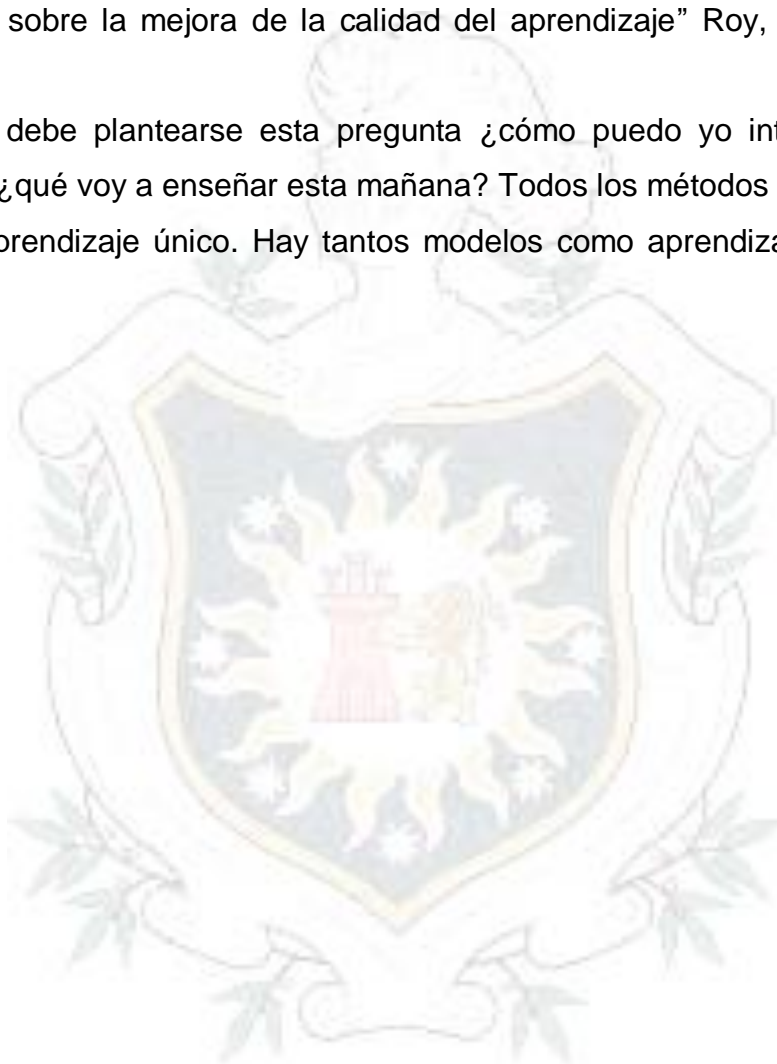 sobre la mejora de la calidad del aprendizaje” Roy,
debe plantearse esta pregunta ¿cómo puedo yo
¿qué voy a enseñar esta mañana? Todos los métodos
único. Hay tantos modelos como